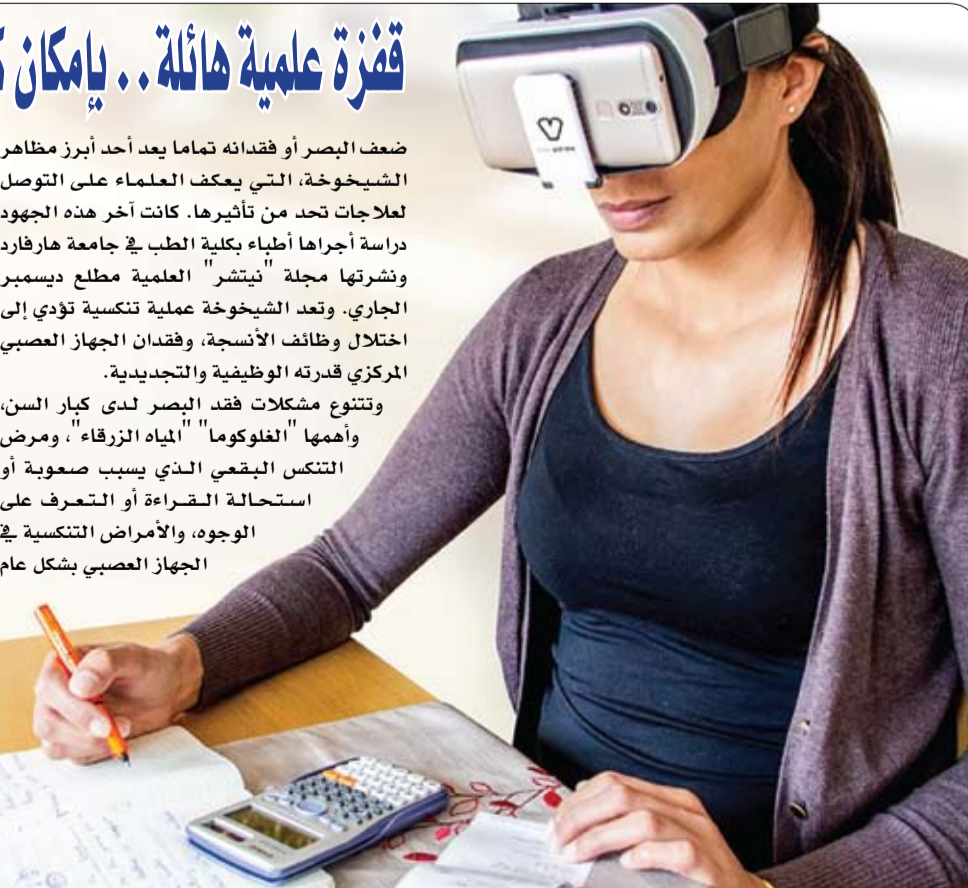 قفزة علمية هائلة.. بإمكان
ضعف البصر أو فقدانه تماما يعد أحد أبرز مظاهر
الشيخوخة، التي يعكف العلماء على التوصل
لعلاجات تحد من تأثيرها. كانت آخر هذه الجهود
دراسة أجراها أطباء بكلية الطب في جامعة هارفارد
ونشرتها مجلة "نيتشر" العلمية مطلع ديسمبر
الجاري. وتعد الشيخوخة عملية تنكسية تؤدي إلى
اختلال وظائف الأنسجة، وفقدان الجهاز العصبي
المركزي قدرته الوظيفية والتجديدية.
وتتنوع مشكلات فقد البصر لدى كبار السن،
وأهمها "الغلوكوما" "المياه الزرقاء"، ومرض
التنكس البقعي الذي يسبب صعوبة أو
استحالة القراءة أو التعرف على
الوجوه، والأمراض التنكسية في
الجهاز العصبي بشكل عام